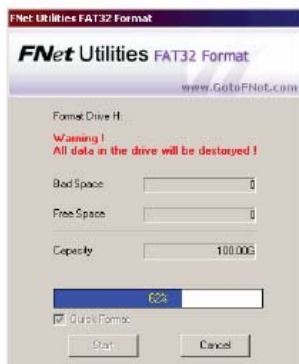 FNet Utilities FAT32 Format
FNet Utilities FAT32 Format
www.GotoFNet.com
Format Drive H:
Warning !
All data in the drive will be destoryed !
Bad Space 0
Free Space 0
Capacity 100.00G
62%
Quick Format
Start Cancel